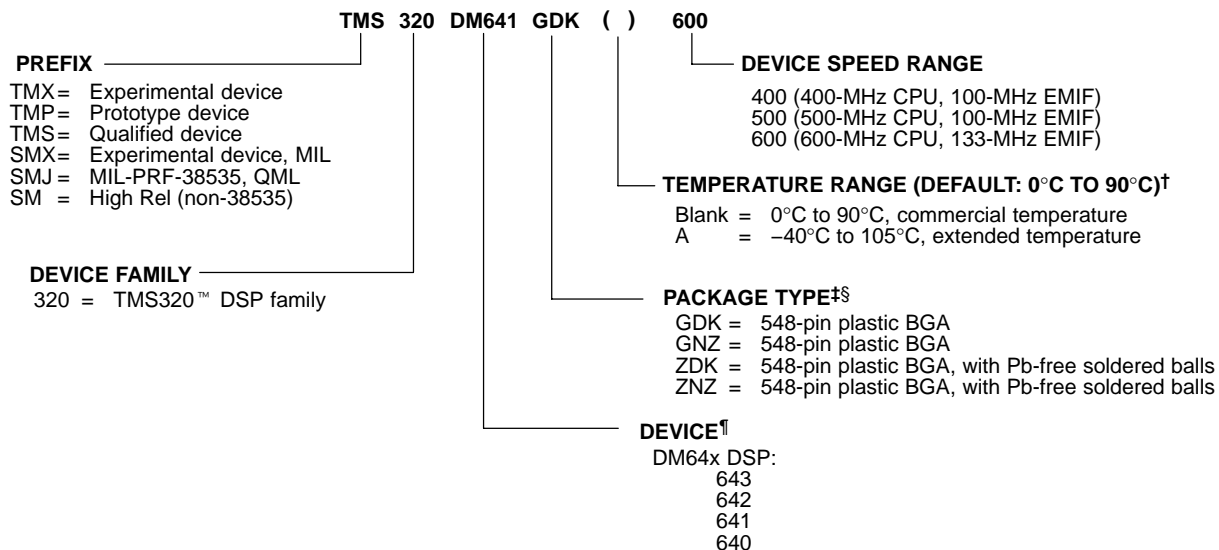 TMS 320 DM641 GDK ( ) 600
PREFIX
TMX= Experimental device
TMP= Prototype device
TMS= Qualified device
SMX= Experimental device, MIL
SMJ= MIL-PRF-38535, QML
SM = High Rel (non-38535)
DEVICE SPEED RANGE
400 (400-MHz CPU, 100-MHz EMIF)
500 (500-MHz CPU, 100-MHz EMIF)
600 (600-MHz CPU, 133-MHz EMIF)
TEMPERATURE RANGE (DEFAULT: 0°C TO 90°C)†
Blank = 0°C to 90°C, commercial temperature
A = −40°C to 105°C, extended temperature
DEVICE FAMILY
320 = TMS320™ DSP family
PACKAGE TYPE‡§
GDK = 548-pin plastic BGA
GNZ = 548-pin plastic BGA
ZDK = 548-pin plastic BGA, with Pb-free soldered balls
ZNZ = 548-pin plastic BGA, with Pb-free soldered balls
DEVICE¶
DM64x DSP:
643
642
641
640